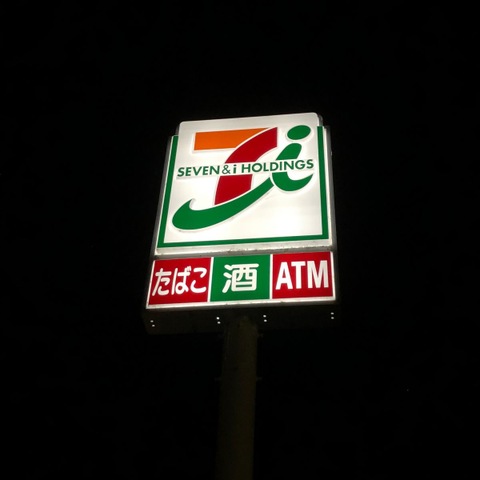 7i
SEVEN & i HOLDINGS
たばこ 酒 ATM